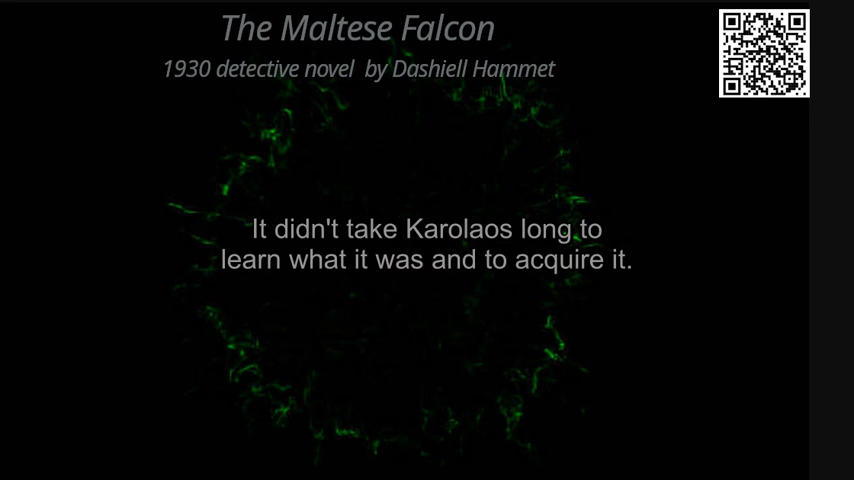 The Maltese Falcon
1930 detective novel by Dashiell Hammet
It didn't take Karolaos long to
learn what it was and to acquire it.